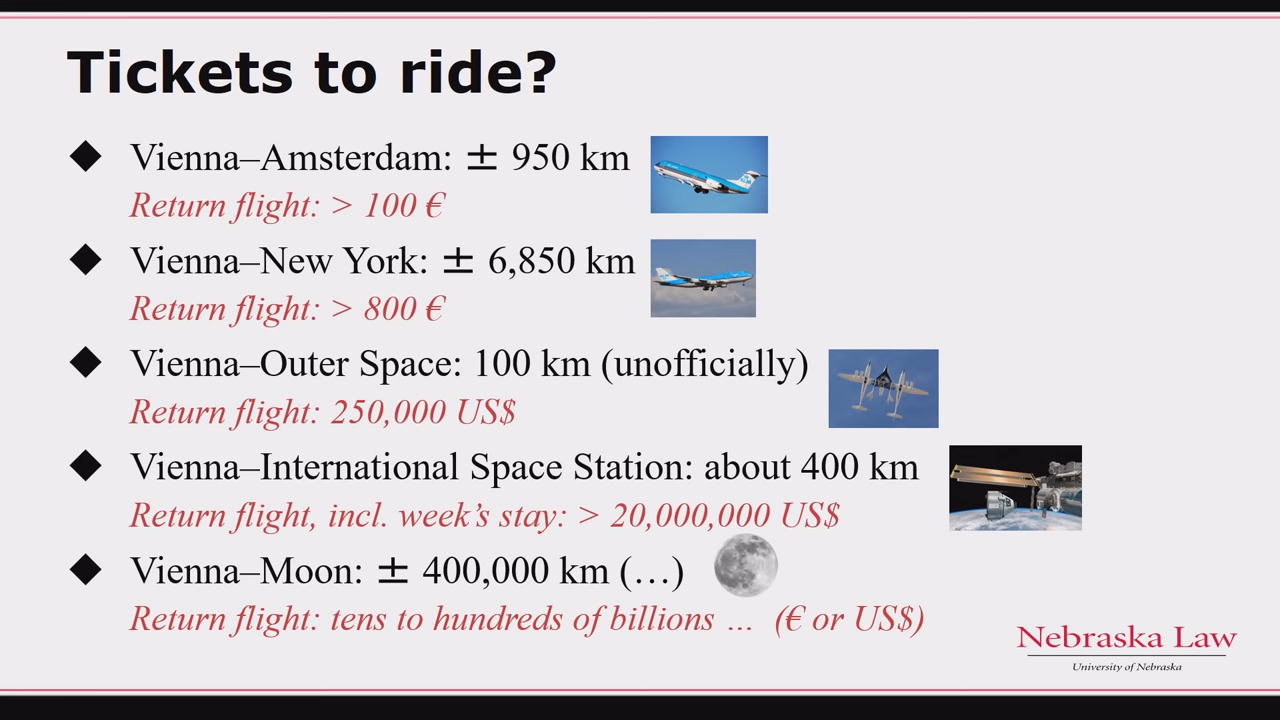 Tickets to ride?
◆ Vienna–Amsterdam: ± 950 km
Return flight: > 100 €
◆ Vienna–New York: ± 6,850 km
Return flight: > 800 €
◆ Vienna–Outer Space: 100 km (unofficially)
Return flight: 250,000 US$
◆ Vienna–International Space Station: about 400 km
Return flight, incl. week’s stay: > 20,000,000 US$
◆ Vienna–Moon: ± 400,000 km (…)
Return flight: tens to hundreds of billions … (€ or US$)
Nebraska Law
University of Nebraska